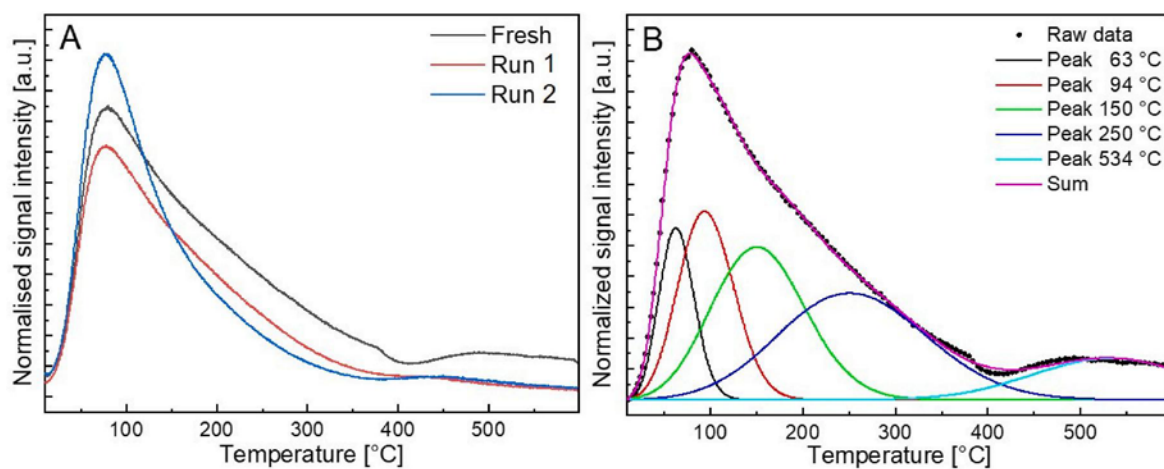 A
Fresh
Run 1
Run 2
Normalised signal intensity [a.u.]
100
200
300
400
500
Temperature [°C]
B
Raw data
Peak 63 °C
Peak 94 °C
Peak 150 °C
Peak 250 °C
Peak 534 °C
Sum
Normalized signal intensity [a.u.]
100
200
300
400
500
Temperature [°C]